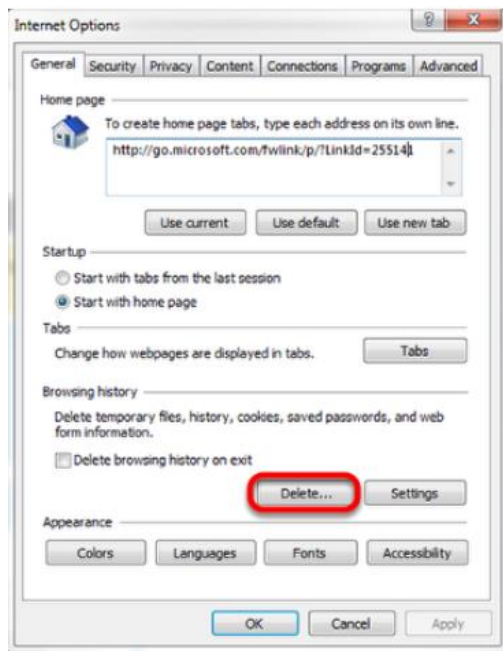 Internet Options
General Security Privacy Content Connections Programs Advanced
Home page
To create home page tabs, type each address on its own line.
http://go.microsoft.com/fwlink/p/?LinkId=255141
Use current Use default Use new tab
Startup
Start with tabs from the last session
Start with home page
Tabs
Change how webpages are displayed in tabs. Tabs
Browsing history
Delete temporary files, history, cookies, saved passwords, and web
form information.
Delete browsing history on exit
Delete... Settings
Appearance
Colors Languages Fonts Accessibility
OK Cancel Apply